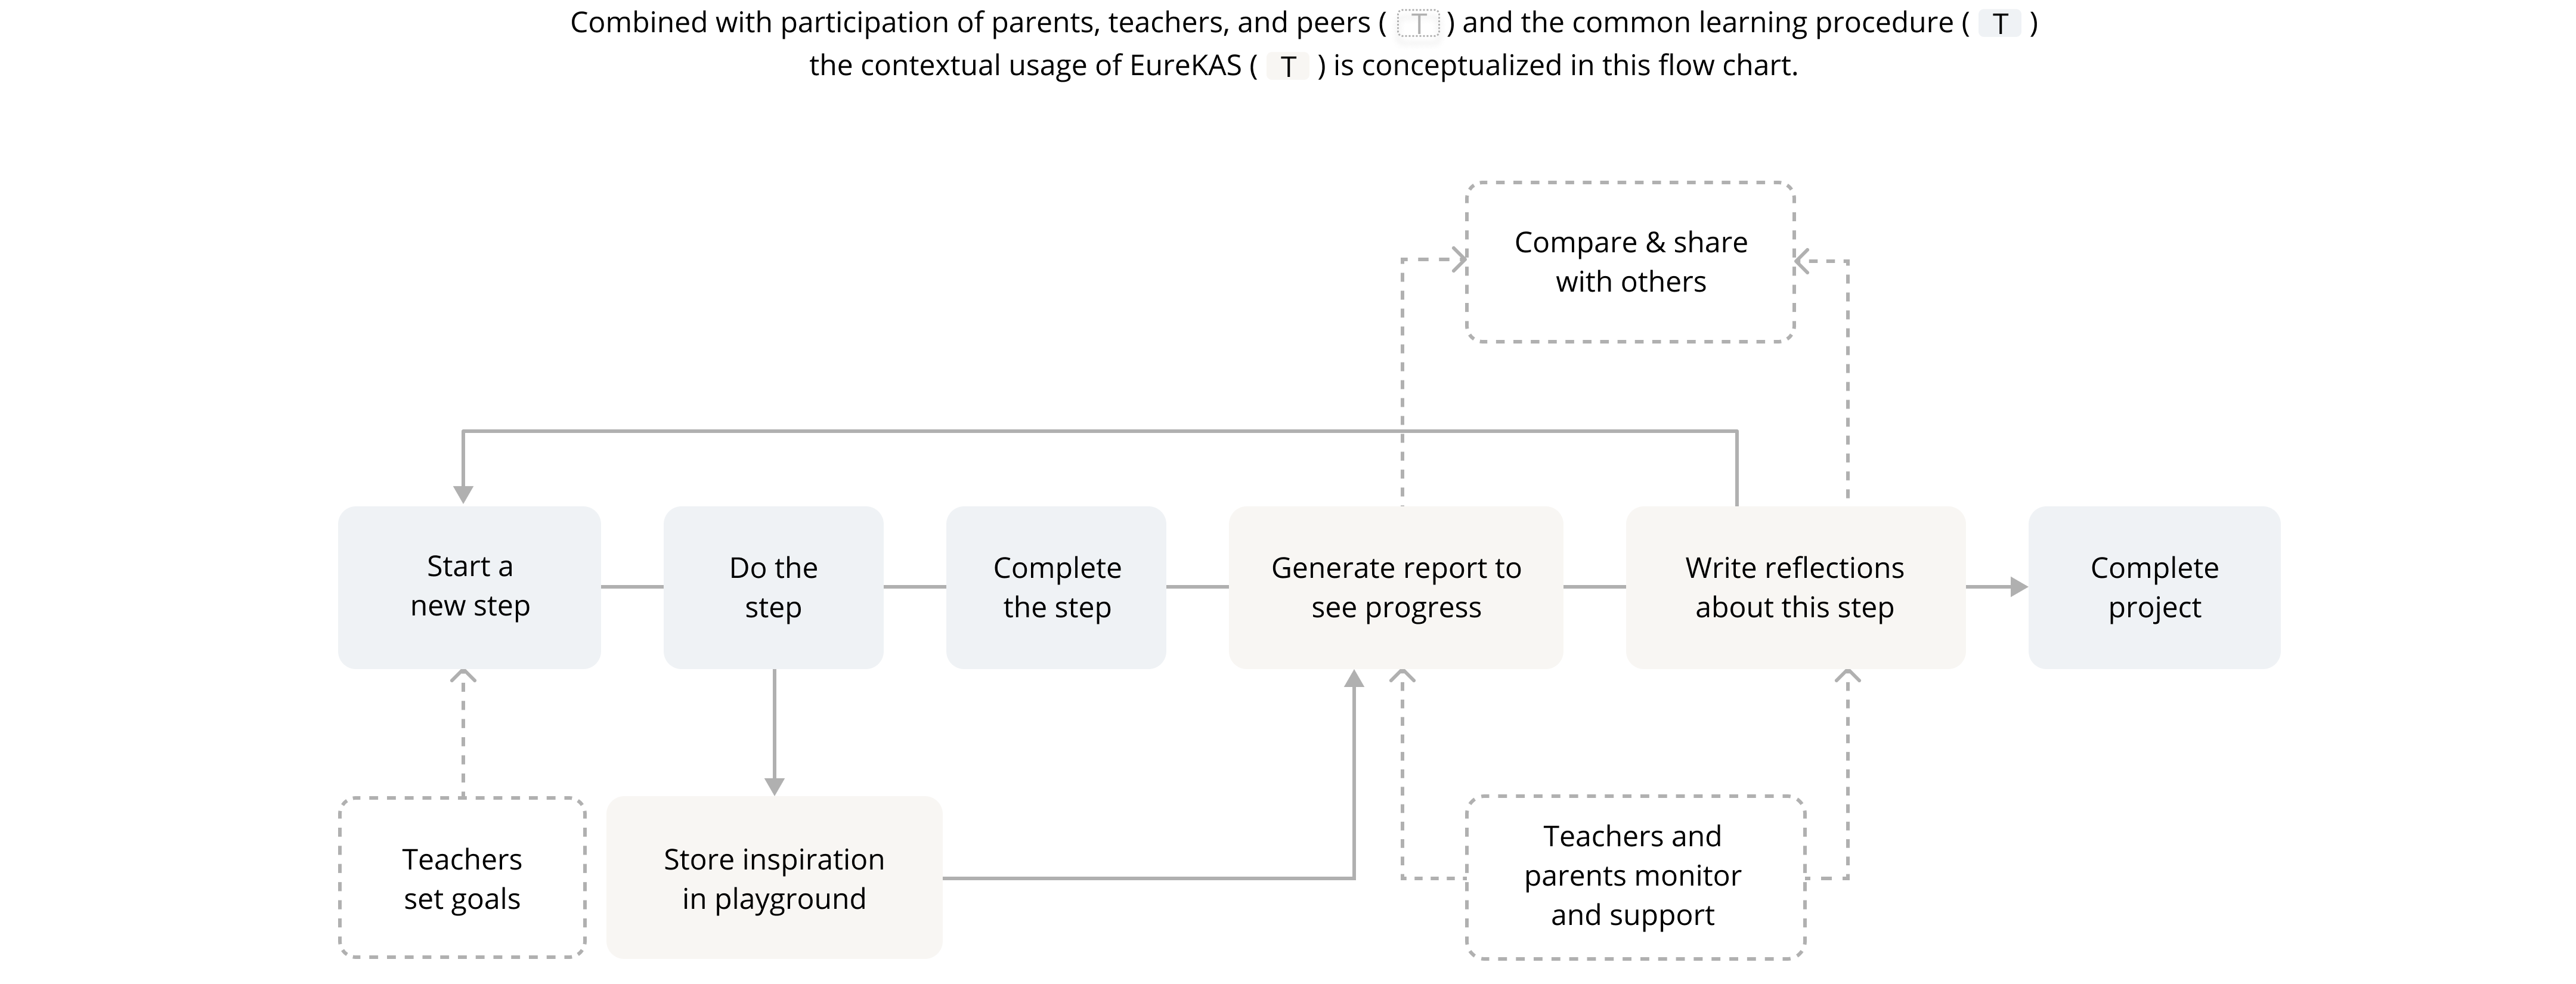 Combined with participation of parents, teachers, and peers ( T ) and the common learning procedure ( T )
the contextual usage of EureKAS ( T ) is conceptualized in this flow chart.
Compare & share
with others
Start a
new step
Do the
step
Complete
the step
Generate report to
see progress
Write reflections
about this step
Complete
project
Teachers
set goals
Store inspiration
in playground
Teachers and
parents monitor
and support